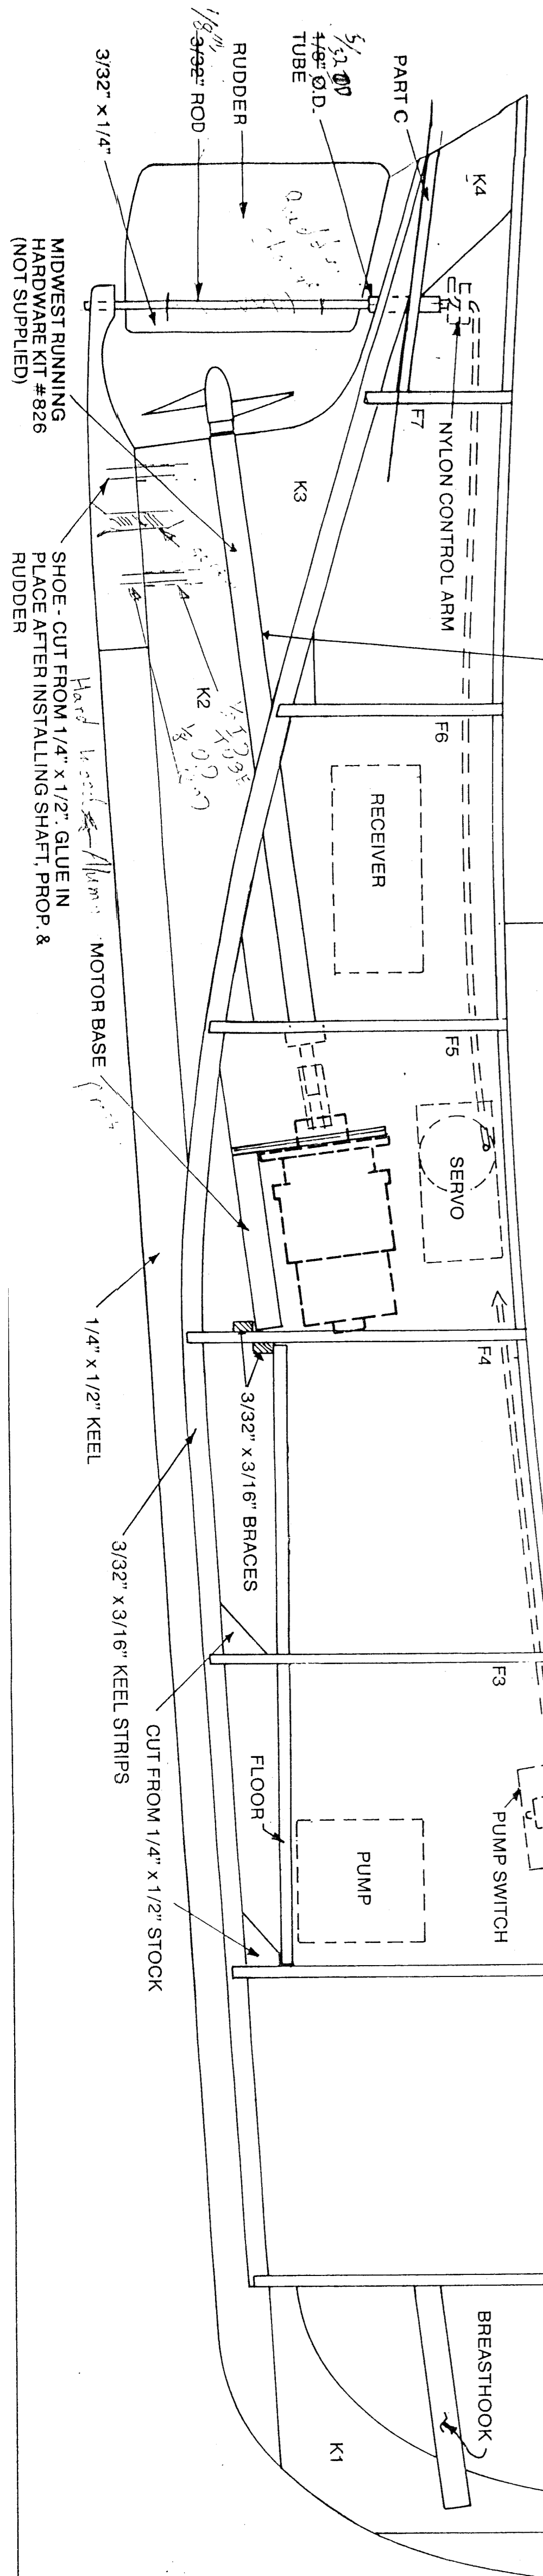 K4
PART C
5/32 OD
1/8" O.D.
TUBE
RUDDER
1/8"
3/32" ROD
3/32" x 1/4"
NYLON CONTROL ARM
F7
K3
MIDWEST RUNNING
HARDWARE KIT #826
(NOT SUPPLIED)
SHOE - CUT FROM 1/4" x 1/2". GLUE IN
PLACE AFTER INSTALLING SHAFT, PROP. &
RUDDER
Hard
K2
F6
RECEIVER
F5
MOTOR BASE
SERVO
F4
1/4" x 1/2" KEEL
3/32" x 3/16" BRACES
3/32" x 3/16" KEEL STRIPS
F3
CUT FROM 1/4" x 1/2" STOCK
FLOOR
PUMP
PUMP SWITCH
BREASTHOOK
K1